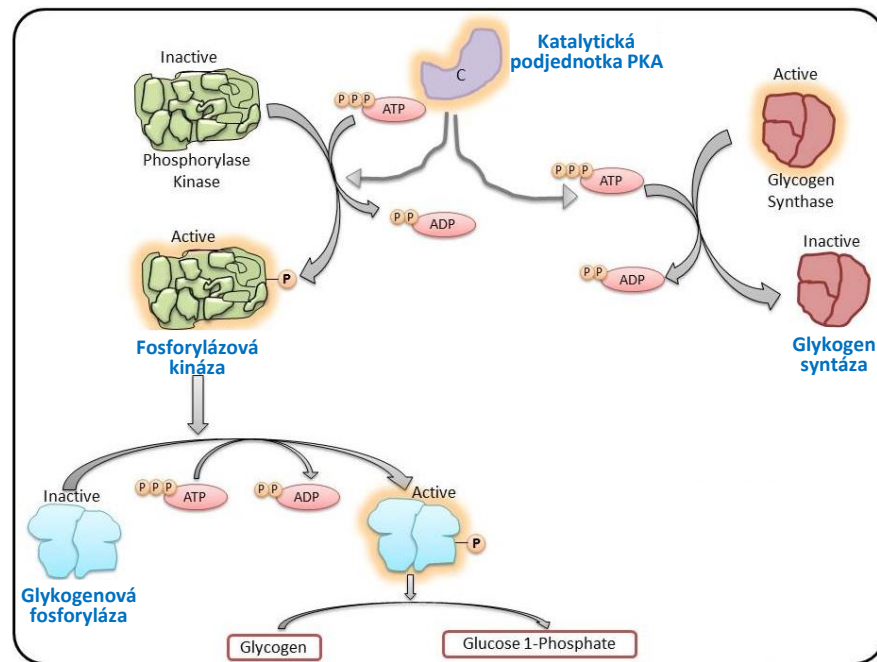 Inactive
Phosphorylase
Kinase
P P P
ATP
C
Katalytická
podjednotka PKA
P P
ADP
Active
P
Fosforylázová
kináza
Active
Glycogen
Synthase
P P P
ATP
P P
ADP
Inactive
Glykogen
syntáza
Inactive
Glykogenová
fosforyláza
P P P
ATP
P P
ADP
Active
P
Glycogen
Glucose 1-Phosphate